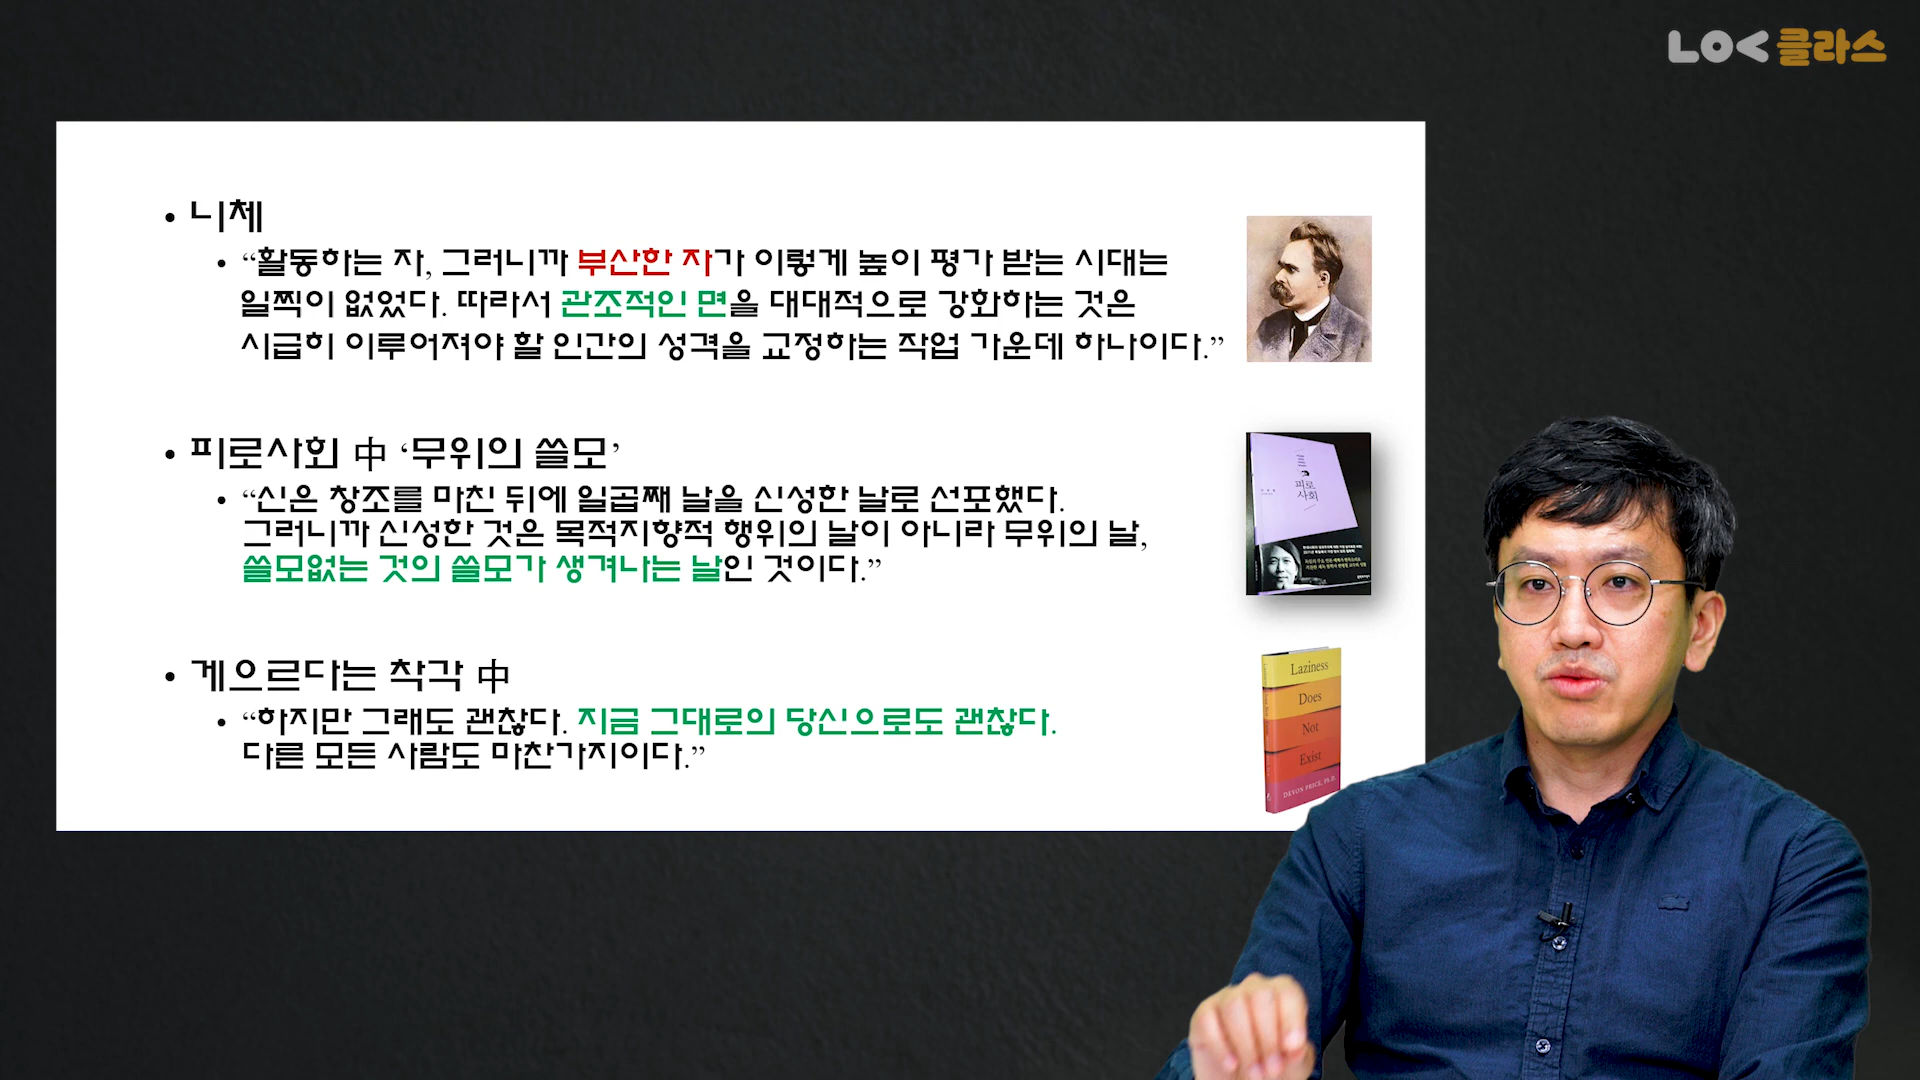 LOC 클라스
• 니체
• “활동하는 자, 그러니까 부산한 자가 이렇게 높이 평가 받는 시대는
일찍이 없었다. 따라서 관조적인 면을 대대적으로 강화하는 것은
시급히 이루어져야 할 인간의 성격을 교정하는 작업 가운데 하나이다.”
• 피로사회 中 ‘무위의 쓸모’
• “신은 창조를 마친 뒤에 일곱째 날을 신성한 날로 선포했다.
그러니까 신성한 것은 목적지향적 행위의 날이 아니라 무위의 날,
쓸모없는 것의 쓸모가 생겨나는 날인 것이다.”
피로
사회
• 게으르다는 착각 中
• “하지만 그래도 괜찮다. 지금 그대로의 당신으로도 괜찮다.
다른 모든 사람도 마찬가지이다.”
Laziness
Does
Not
Exist
DEVON PRICE, Ph.D.